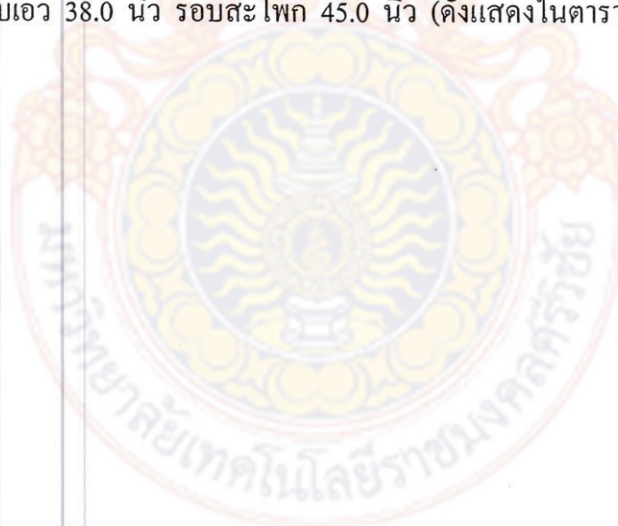 บเอว 38.0 นิ้ว รอบสะโพก 45.0 นิ้ว (ดังแสดงในตารา
มหาวิทยาลัยเทคโนโลยีราชมงคลศรีวิชัย